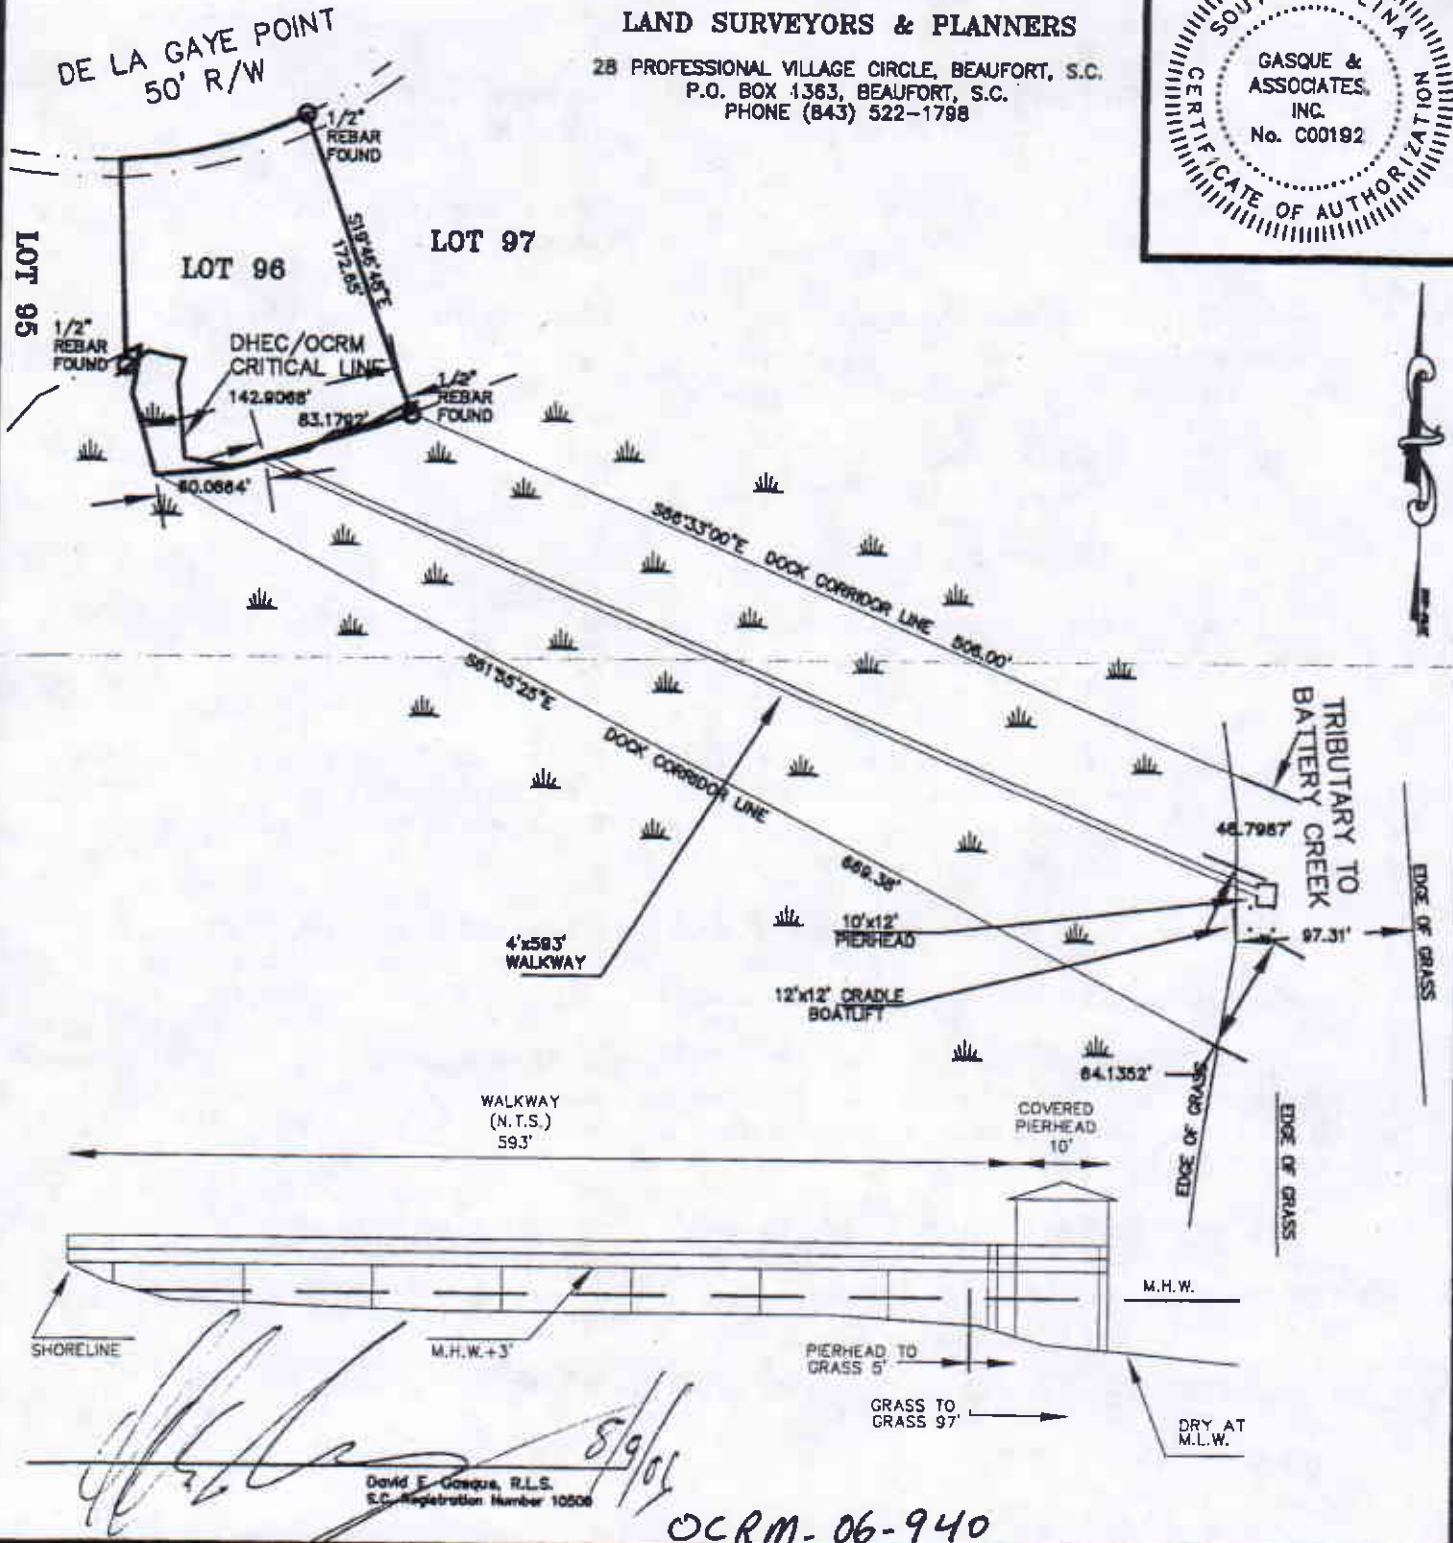 LAND SURVEYORS & PLANNERS
28 PROFESSIONAL VILLAGE CIRCLE, BEAUFORT, S.C.
P.O. BOX 1363, BEAUFORT, S.C.
PHONE (843) 522-1798
GASQUE &
ASSOCIATES,
INC.
No. C00192
CERTIFICATE OF AUTHORIZATION
DE LA GAYE POINT
50' R/W
1/2"
REBAR
FOUND
S19°46'48"E
172.65'
LOT 97
LOT 96
LOT 95
1/2"
REBAR
FOUND
DHEC/OCRM
CRITICAL LINE
142.9068'
83.1792'
1/2"
REBAR
FOUND
60.0664'
S66°33'00"E DOCK CORRIDOR LINE 506.00'
S61°55'25"E DOCK CORRIDOR LINE 669.38'
TRIBUTARY TO
BATTERY CREEK
46.7987'
EDGE OF GRASS
97.31'
10'x12'
PIERHEAD
4'x593'
WALKWAY
12'x12' CRADLE
BOATLIFT
64.1352'
EDGE OF GRASS
EDGE OF GRASS
WALKWAY
(N.T.S.)
593'
COVERED
PIERHEAD
10'
M.H.W.
SHORELINE
M.H.W.+3'
PIERHEAD TO
GRASS 5'
GRASS TO
GRASS 97'
DRY AT
M.L.W.
David E. Gasque, R.L.S.
S.C. Registration Number 10506
OCRM-06-940